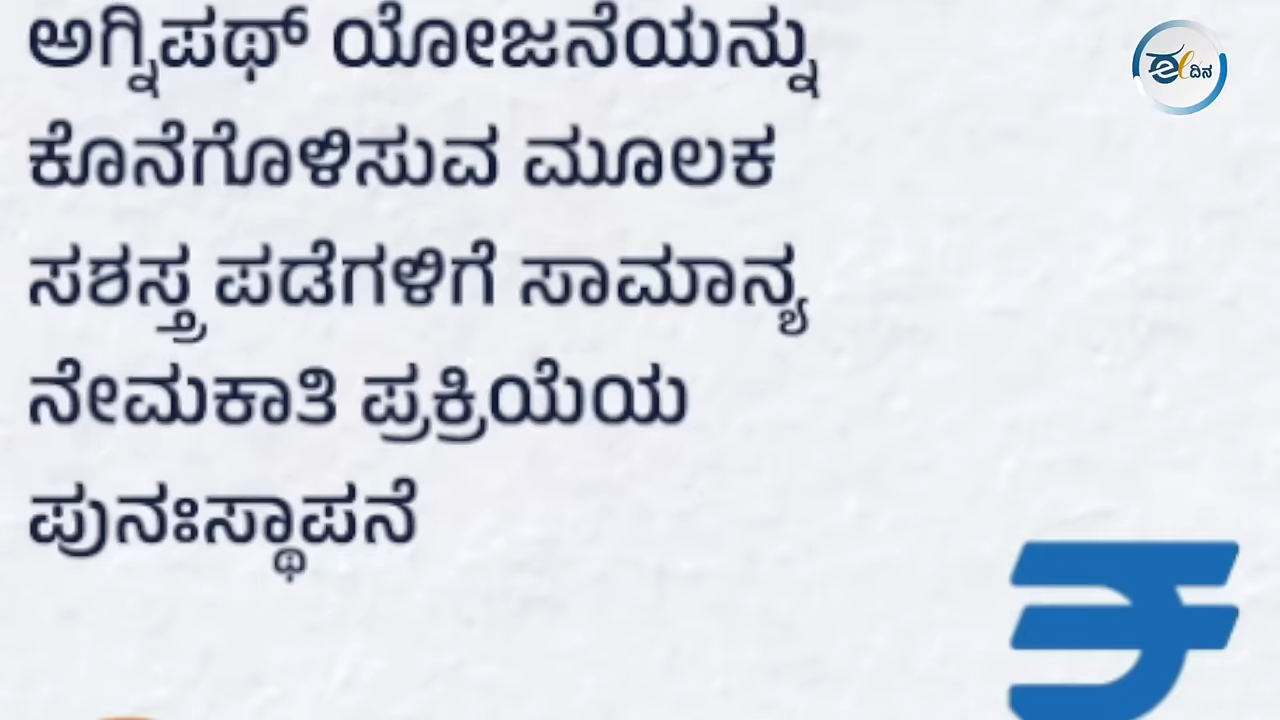 ಅಗ್ನಿಪಥ್ ಯೋಜನೆಯನ್ನು
ಕೊನೆಗೊಳಿಸುವ ಮೂಲಕ
ಸಶಸ್ತ್ರ ಪಡೆಗಳಿಗೆ ಸಾಮಾನ್ಯ
ನೇಮಕಾತಿ ಪ್ರಕ್ರಿಯೆಯ
ಪುನಃಸ್ಥಾಪನೆ
ದಿನ